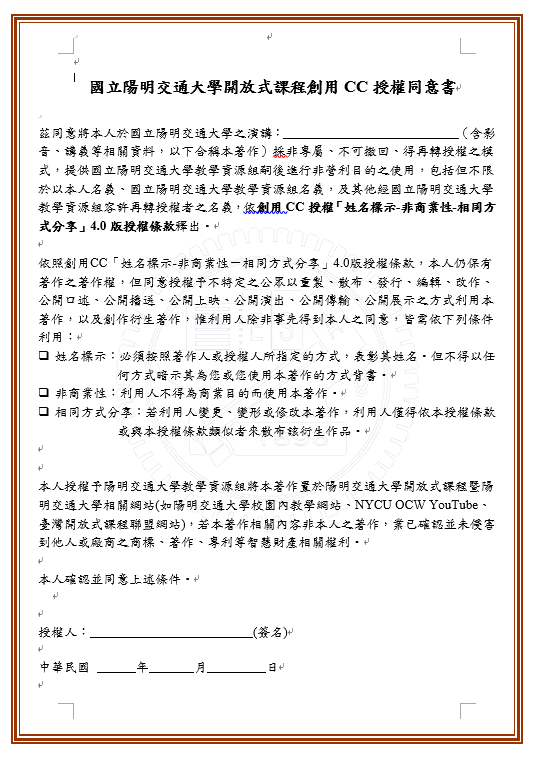 國立陽明交通大學開放式課程創用 CC 授權同意書
茲同意將本人於國立陽明交通大學之演講：____________________________（含影
音、講義等相關資料，以下合稱本著作）採非專屬、不可撤回、得再轉授權之模
式，提供國立陽明交通大學教學資源組嗣後進行非營利目的之使用，包括但不限
於以本人名義、國立陽明交通大學教學資源組名義，及其他經國立陽明交通大學
教學資源組容許再轉授權者之名義，依創用 CC 授權「姓名標示-非商業性-相同方
式分享」4.0 版授權條款釋出。
依照創用CC「姓名標示-非商業性－相同方式分享」4.0版授權條款，本人仍保有
著作之著作權，但同意授權予不特定之公眾以重製、散布、發行、編輯、改作、
公開口述、公開播送、公開上映、公開演出、公開傳輸、公開展示之方式利用本
著作，以及創作衍生著作，惟利用人除非事先得到本人之同意，皆需依下列條件
利用：
❑ 姓名標示：必須按照著作人或授權人所指定的方式，表彰其姓名。但不得以任
何方式暗示其為您或您使用本著作的方式背書。
❑ 非商業性：利用人不得為商業目的而使用本著作。
❑ 相同方式分享：若利用人變更、變形或修改本著作，利用人僅得依本授權條款
或與本授權條款類似者來散布該衍生作品。
本人授權予陽明交通大學教學資源組將本著作置於陽明交通大學開放式課程暨陽
明交通大學相關網站(如陽明交通大學校園內教學網站、NYCU OCW YouTube、
臺灣開放式課程聯盟網站)，若本著作相關內容非本人之著作，業已確認並未侵害
到他人或廠商之商標、著作、專利等智慧財產相關權利。
本人確認並同意上述條件。
授權人：__________________________(簽名)
中華民國 ______年_______月_________日